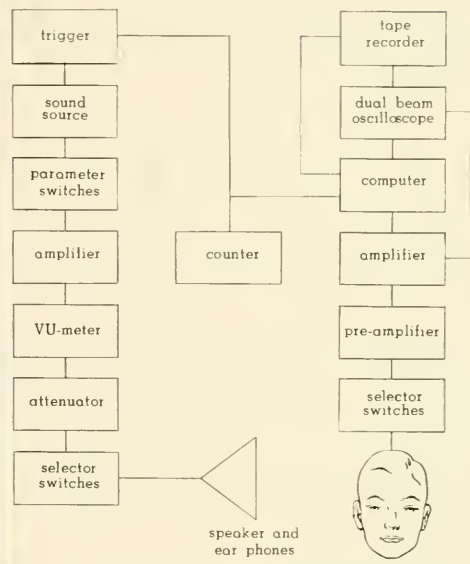 trigger
sound
source
parameter
switches
amplifier
VU-meter
attenuator
selector
switches
speaker and
ear phones
counter
tape
recorder
dual beam
oscilloscope
computer
amplifier
pre-amplifier
selector
switches